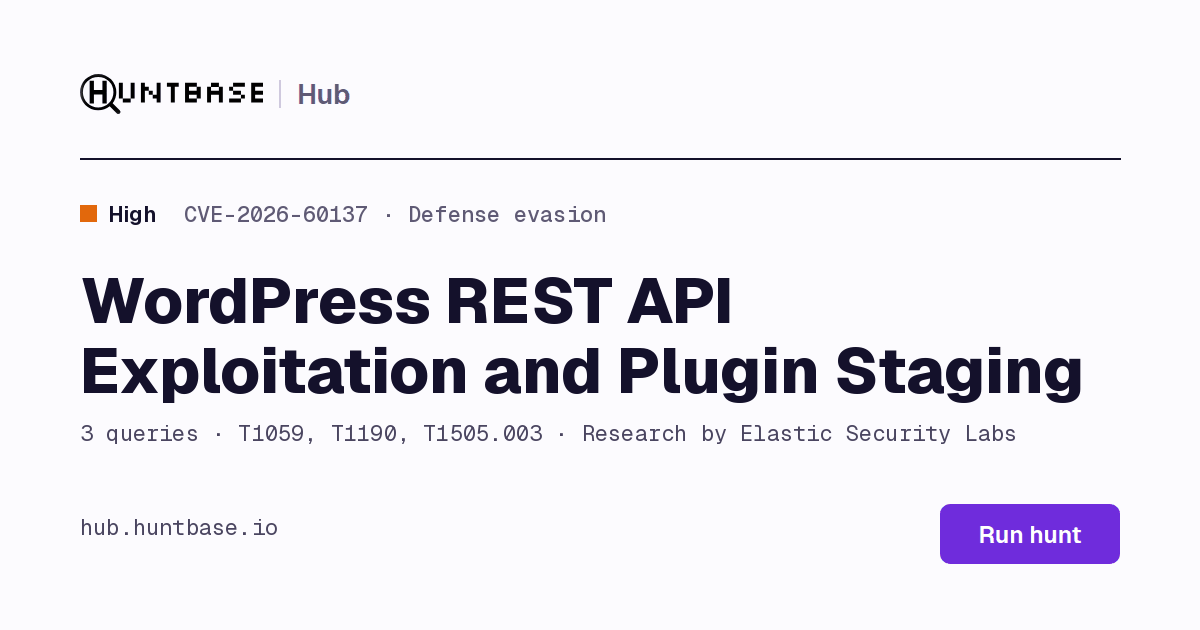 HUNTBASE Hub
High CVE-2026-60137 · Defense evasion
WordPress REST API
Exploitation and Plugin Staging
3 queries · T1059, T1190, T1505.003 · Research by Elastic Security Labs
hub.huntbase.io
Run hunt